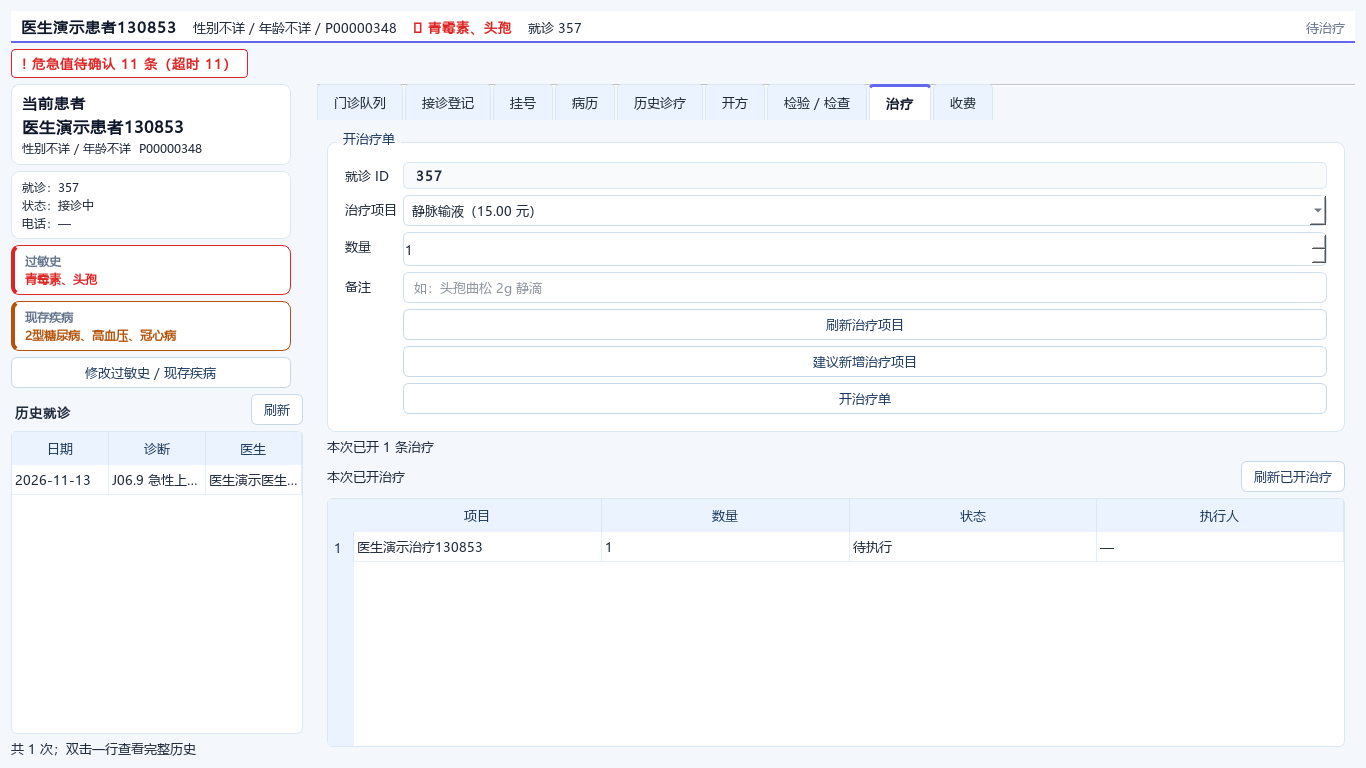 医生演示患者130853 性别不详 / 年龄不详 / P00000348 青霉素、头孢 就诊 357 待治疗
! 危急值待确认 11 条（超时 11）
当前患者
医生演示患者130853
性别不详 / 年龄不详 P00000348
就诊：357
状态：接诊中
电话：—
过敏史
青霉素、头孢
现存疾病
2型糖尿病、高血压、冠心病
修改过敏史 / 现存疾病
历史就诊 刷新
日期 诊断 医生
2026-11-13 J06.9 急性上... 医生演示医生...
共 1 次；双击一行查看完整历史
门诊队列 接诊登记 挂号 病历 历史诊疗 开方 检验 / 检查 治疗 收费
开治疗单
就诊 ID 357
治疗项目 静脉输液（15.00 元）
数量 1
备注 如：头孢曲松 2g 静滴
刷新治疗项目
建议新增治疗项目
开治疗单
本次已开 1 条治疗
本次已开治疗 刷新已开治疗
项目 数量 状态 执行人
1 医生演示治疗130853 1 待执行 —